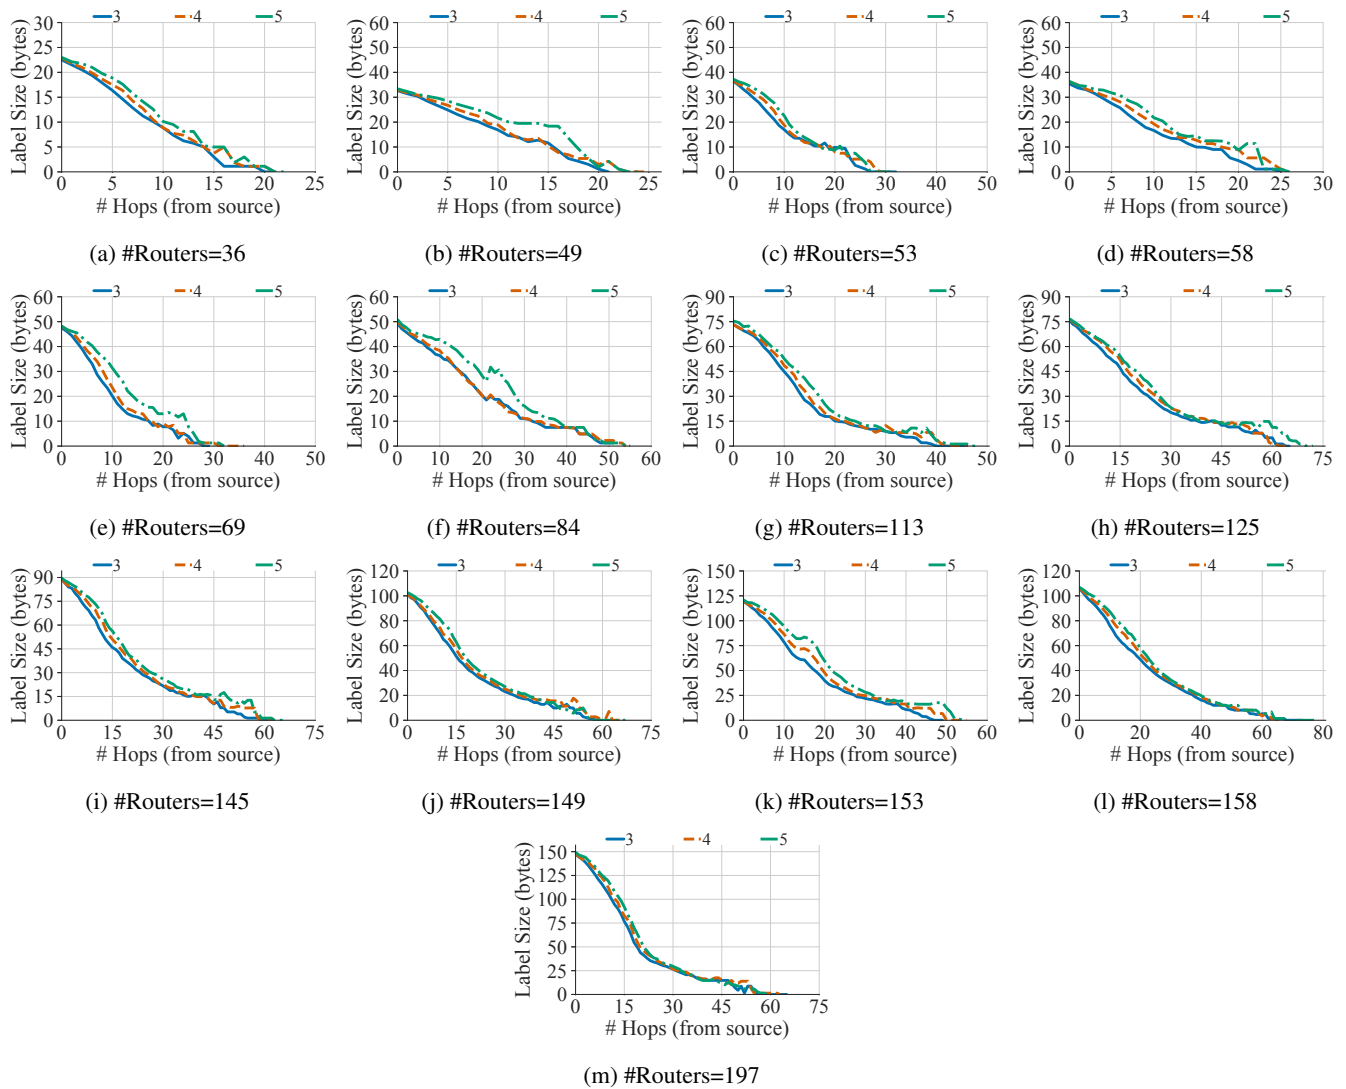 3 4 5
Label Size (bytes)
30
25
20
15
10
5
0
0 5 10 15 20 25
# Hops (from source)
(a) #Routers=36
3 4 5
Label Size (bytes)
60
50
40
30
20
10
0
0 5 10 15 20 25
# Hops (from source)
(b) #Routers=49
3 4 5
Label Size (bytes)
60
50
40
30
20
10
0
0 10 20 30 40 50
# Hops (from source)
(c) #Routers=53
3 4 5
Label Size (bytes)
60
50
40
30
20
10
0
0 5 10 15 20 25 30
# Hops (from source)
(d) #Routers=58
3 4 5
Label Size (bytes)
60
50
40
30
20
10
0
0 10 20 30 40 50
# Hops (from source)
(e) #Routers=69
3 4 5
Label Size (bytes)
60
50
40
30
20
10
0
0 10 20 30 40 50 60
# Hops (from source)
(f) #Routers=84
3 4 5
Label Size (bytes)
90
75
60
45
30
15
0
0 10 20 30 40 50
# Hops (from source)
(g) #Routers=113
3 4 5
Label Size (bytes)
90
75
60
45
30
15
0
0 15 30 45 60 75
# Hops (from source)
(h) #Routers=125
3 4 5
Label Size (bytes)
90
75
60
45
30
15
0
0 15 30 45 60 75
# Hops (from source)
(i) #Routers=145
3 4 5
Label Size (bytes)
120
100
80
60
40
20
0
0 15 30 45 60 75
# Hops (from source)
(j) #Routers=149
3 4 5
Label Size (bytes)
150
125
100
75
50
25
0
0 10 20 30 40 50 60
# Hops (from source)
(k) #Routers=153
3 4 5
Label Size (bytes)
120
100
80
60
40
20
0
0 20 40 60 80
# Hops (from source)
(l) #Routers=158
3 4 5
Label Size (bytes)
150
125
100
75
50
25
0
0 15 30 45 60 75
# Hops (from source)
(m) #Routers=197